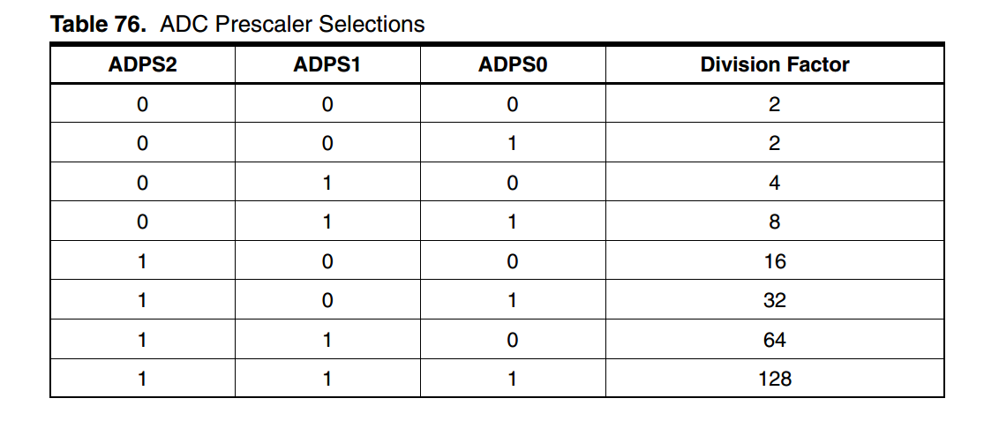 Table 76. ADC Prescaler Selections
ADPS2 ADPS1 ADPS0 Division Factor
0 0 0 2
0 0 1 2
0 1 0 4
0 1 1 8
1 0 0 16
1 0 1 32
1 1 0 64
1 1 1 128